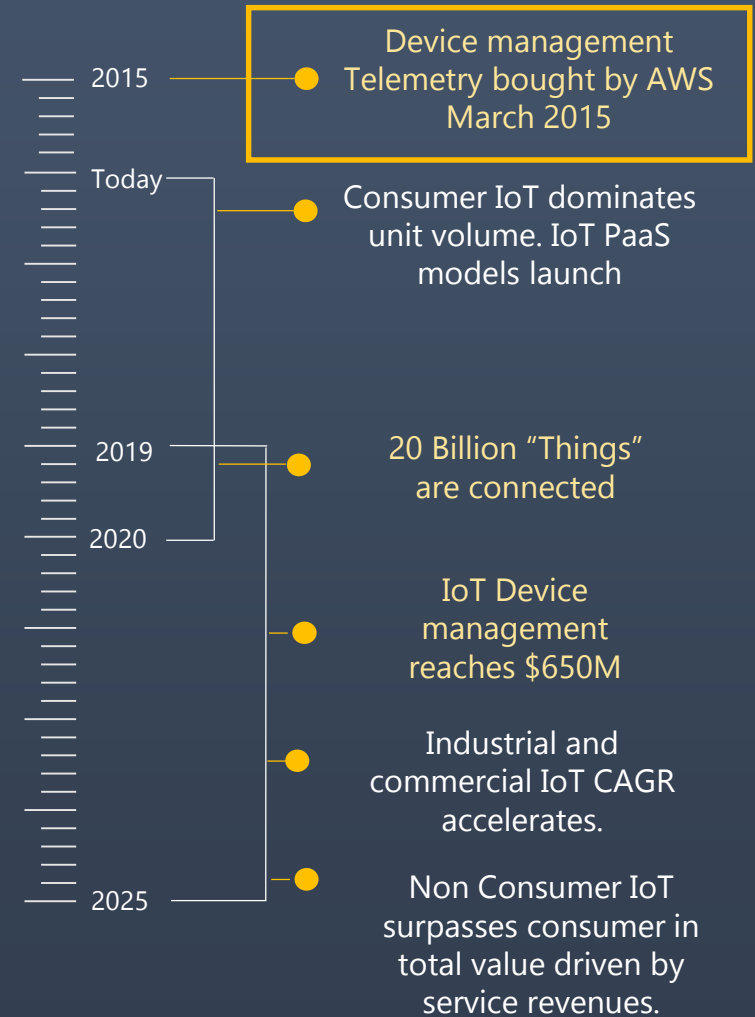 2015
Device management
Telemetry bought by AWS
March 2015
Today
Consumer IoT dominates
unit volume. IoT PaaS
models launch
2019
20 Billion “Things”
are connected
2020
IoT Device
management
reaches $650M
Industrial and
commercial IoT CAGR
accelerates.
2025
Non Consumer IoT
surpasses consumer in
total value driven by
service revenues.